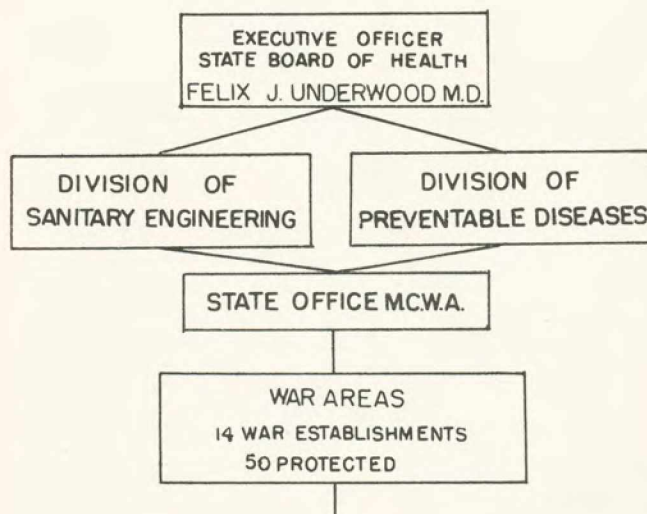 EXECUTIVE OFFICER
STATE BOARD OF HEALTH
FELIX J. UNDERWOOD M.D.
DIVISION OF
SANITARY ENGINEERING
DIVISION OF
PREVENTABLE DISEASES
STATE OFFICE M.C.W.A.
WAR AREAS
14 WAR ESTABLISHMENTS
50 PROTECTED